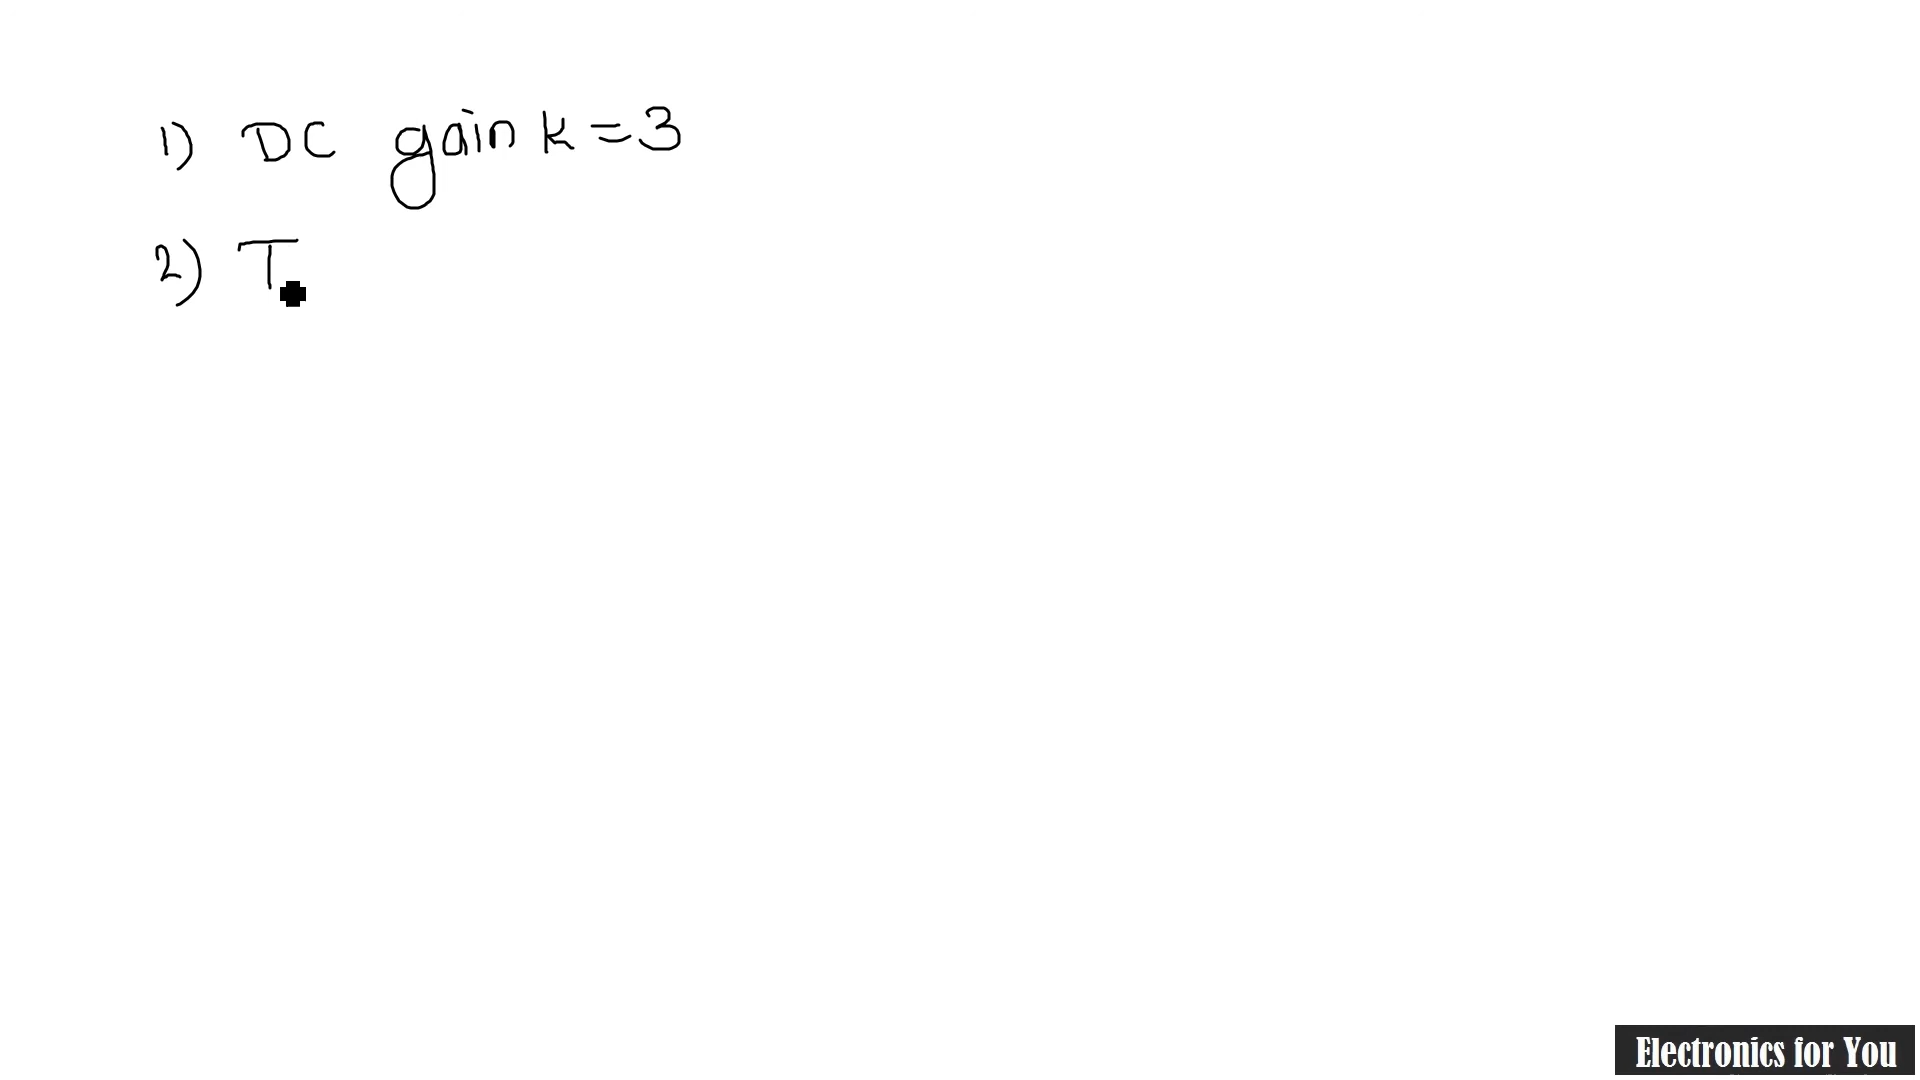 1) DC gain k = 3
2) T
Electronics for You